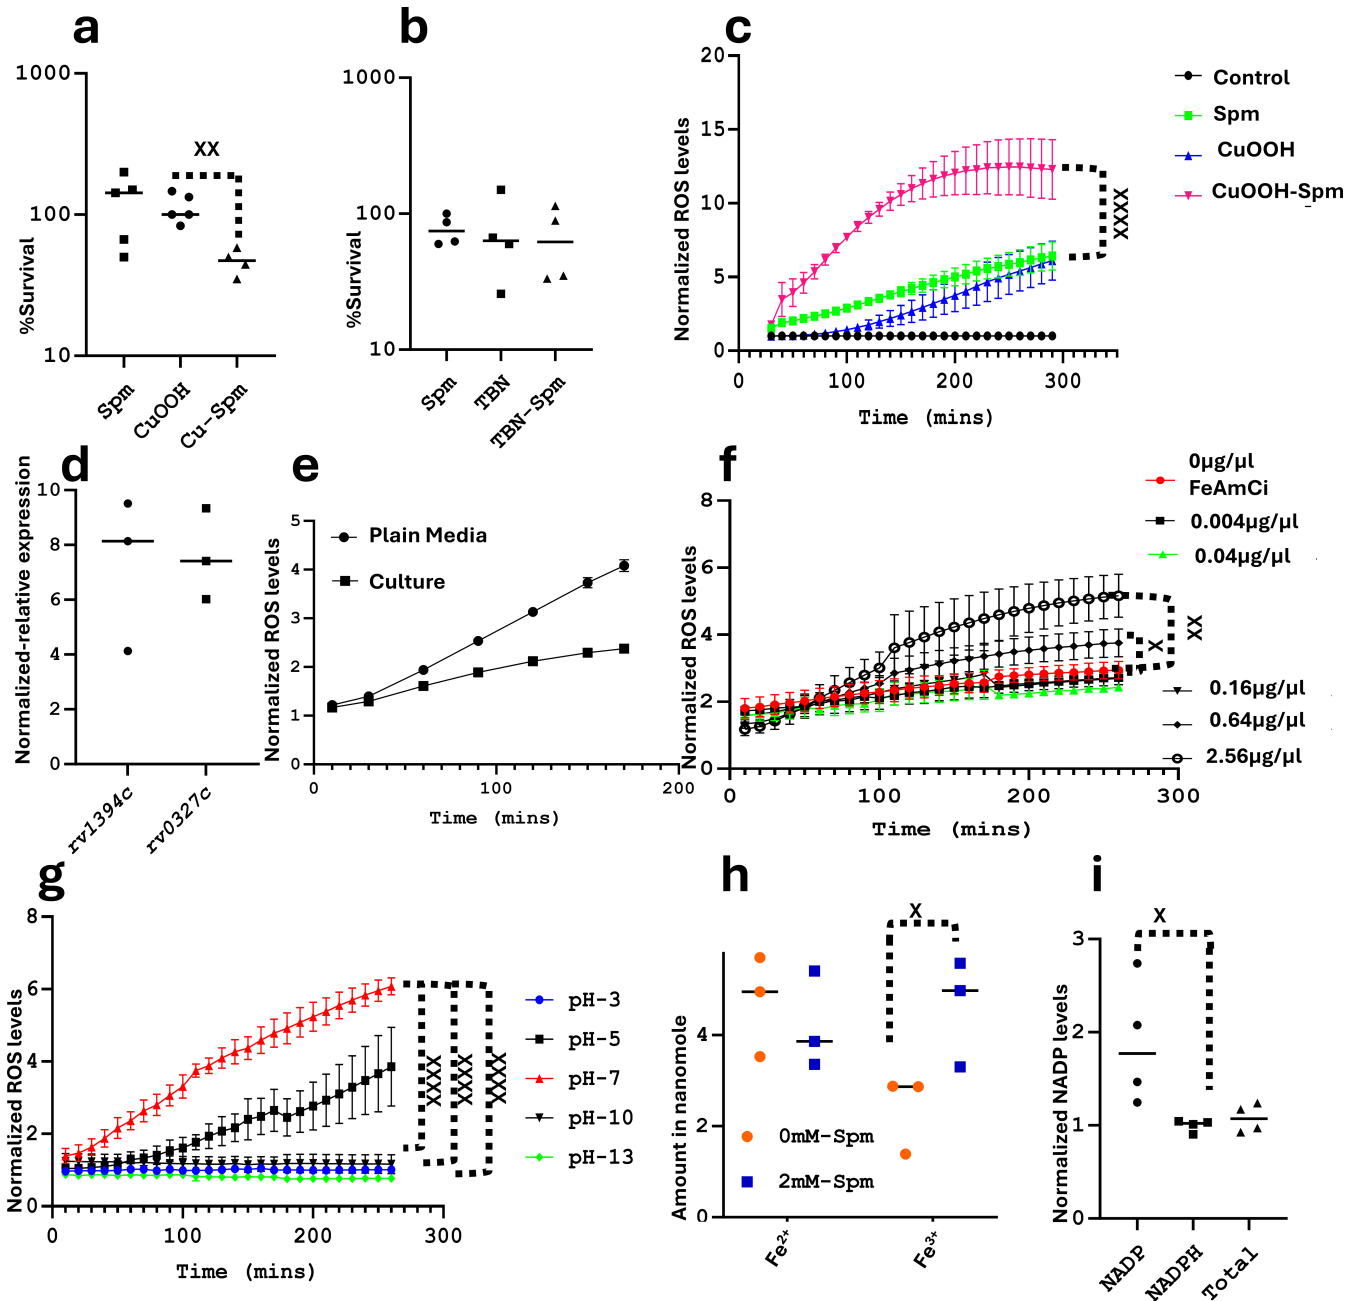 a
1000
100
10
%Survival
XX
Spm
CuOOH
Cu-Spm
b
1000
100
10
%Survival
Spm
TBN
TBN-Spm
c
20
15
10
5
0
Normalized ROS levels
0 100 200 300
Time (mins)
XXXX
Control
Spm
CuOOH
CuOOH-Spm
d
10
8
6
4
2
0
Normalized-relative expression
rv1394c
rv0327c
e
5
4
3
2
1
0
Normalized ROS levels
Plain Media
Culture
0 100 200
Time (mins)
f
8
6
4
2
0
Normalized ROS levels
0 100 200 300
Time (mins)
XX
X
0µg/µl
FeAmCi
0.004µg/µl
0.04µg/µl
0.16µg/µl
0.64µg/µl
2.56µg/µl
g
8
6
4
2
0
Normalized ROS levels
0 100 200 300
Time (mins)
XXXX
XXXX
XXXX
pH-3
pH-5
pH-7
pH-10
pH-13
h
4
2
0
Amount in nanomole
X
0mM-Spm
2mM-Spm
Fe²⁺
Fe³⁺
i
3
2
1
0
Normalized NADP levels
X
NADP
NADPH
Total